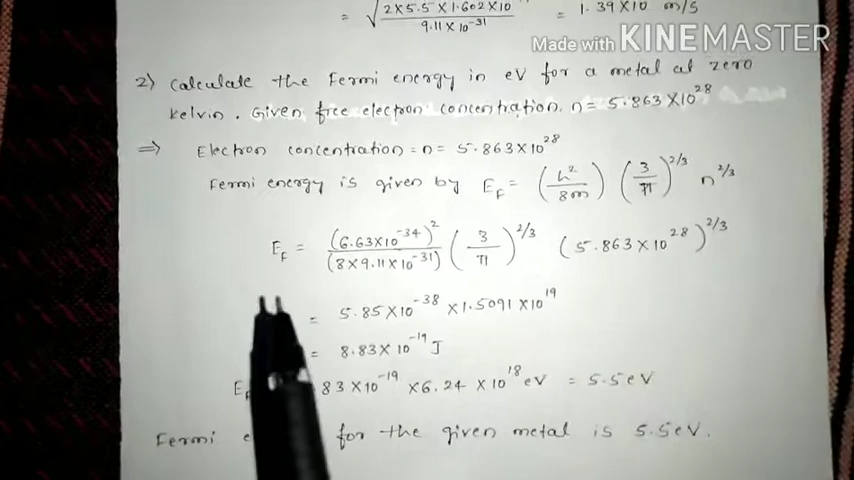 = √(2×5.5×1.602×10 / 9.11×10⁻³¹) = 1.39×10 m/s
Made with KINEMASTER
2) Calculate the Fermi energy in eV for a metal at zero
kelvin. Given free electron concentration n = 5.863×10²⁸
⇒ Electron concentration = n = 5.863×10²⁸
Fermi energy is given by E_F = (h²/8m) (3/π)^2/3 n^2/3
E_F = (6.63×10⁻³⁴)²/(8×9.11×10⁻³¹) (3/π)^2/3 (5.863×10²⁸)^2/3
= 5.85×10⁻³⁸ ×1.5091×10¹⁹
= 8.83×10⁻¹⁹ J
E 83×10⁻¹⁹ ×6.24 ×10¹⁸ eV = 5.5 eV
Fermi e for the given metal is 5.5eV.